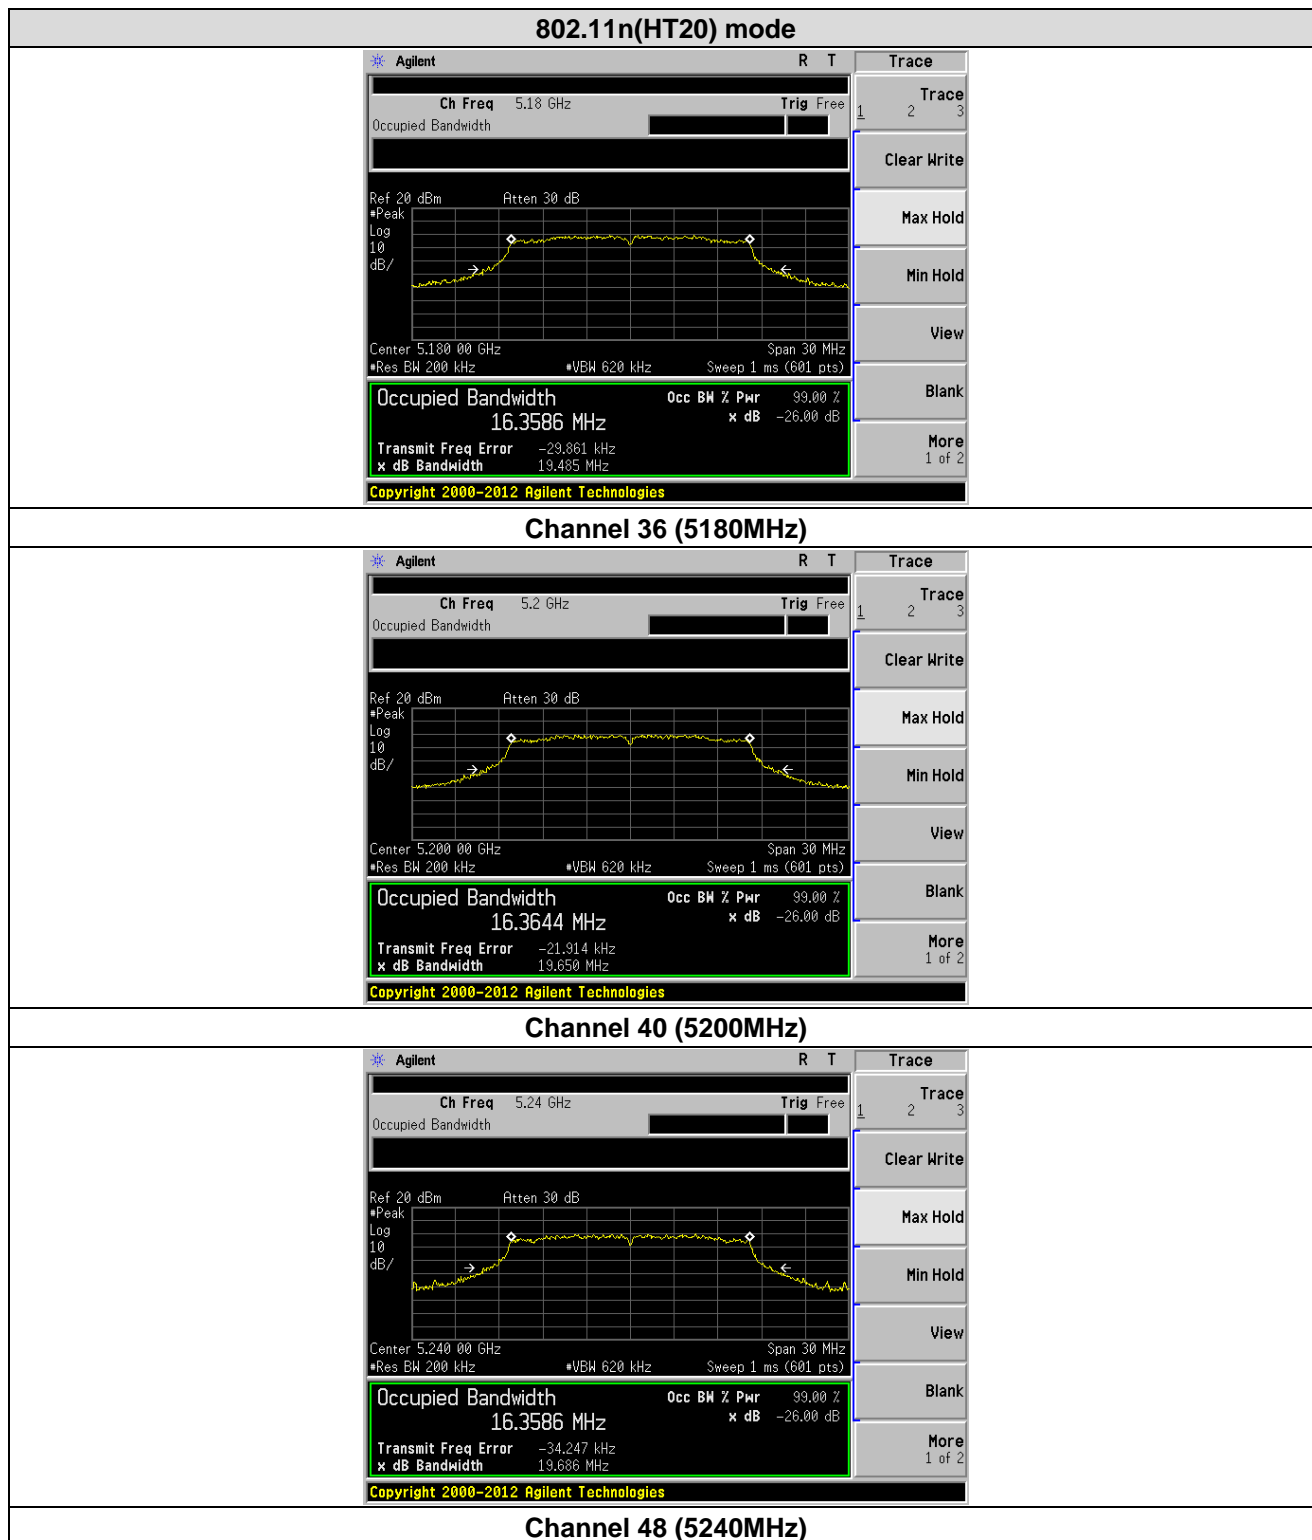 802.11n(HT20) mode
Agilent R T Trace
Ch Freq 5.18 GHz Trig Free
Occupied Bandwidth
Trace
1 2 3
Clear Write
Ref 20 dBm Atten 30 dB
#Peak
Log
10
dB/
Max Hold
Min Hold
View
Center 5.180 00 GHz Span 30 MHz
#Res BW 200 kHz #VBW 620 kHz Sweep 1 ms (601 pts)
Blank
Occupied Bandwidth Occ BW % Pwr 99.00 %
16.3586 MHz x dB -26.00 dB
Transmit Freq Error -29.861 kHz
x dB Bandwidth 19.485 MHz
More
1 of 2
Copyright 2000-2012 Agilent Technologies
Channel 36 (5180MHz)
Agilent R T Trace
Ch Freq 5.2 GHz Trig Free
Occupied Bandwidth
Trace
1 2 3
Clear Write
Ref 20 dBm Atten 30 dB
#Peak
Log
10
dB/
Max Hold
Min Hold
View
Center 5.200 00 GHz Span 30 MHz
#Res BW 200 kHz #VBW 620 kHz Sweep 1 ms (601 pts)
Blank
Occupied Bandwidth Occ BW % Pwr 99.00 %
16.3644 MHz x dB -26.00 dB
Transmit Freq Error -21.914 kHz
x dB Bandwidth 19.650 MHz
More
1 of 2
Copyright 2000-2012 Agilent Technologies
Channel 40 (5200MHz)
Agilent R T Trace
Ch Freq 5.24 GHz Trig Free
Occupied Bandwidth
Trace
1 2 3
Clear Write
Ref 20 dBm Atten 30 dB
#Peak
Log
10
dB/
Max Hold
Min Hold
View
Center 5.240 00 GHz Span 30 MHz
#Res BW 200 kHz #VBW 620 kHz Sweep 1 ms (601 pts)
Blank
Occupied Bandwidth Occ BW % Pwr 99.00 %
16.3586 MHz x dB -26.00 dB
Transmit Freq Error -34.247 kHz
x dB Bandwidth 19.686 MHz
More
1 of 2
Copyright 2000-2012 Agilent Technologies
Channel 48 (5240MHz)